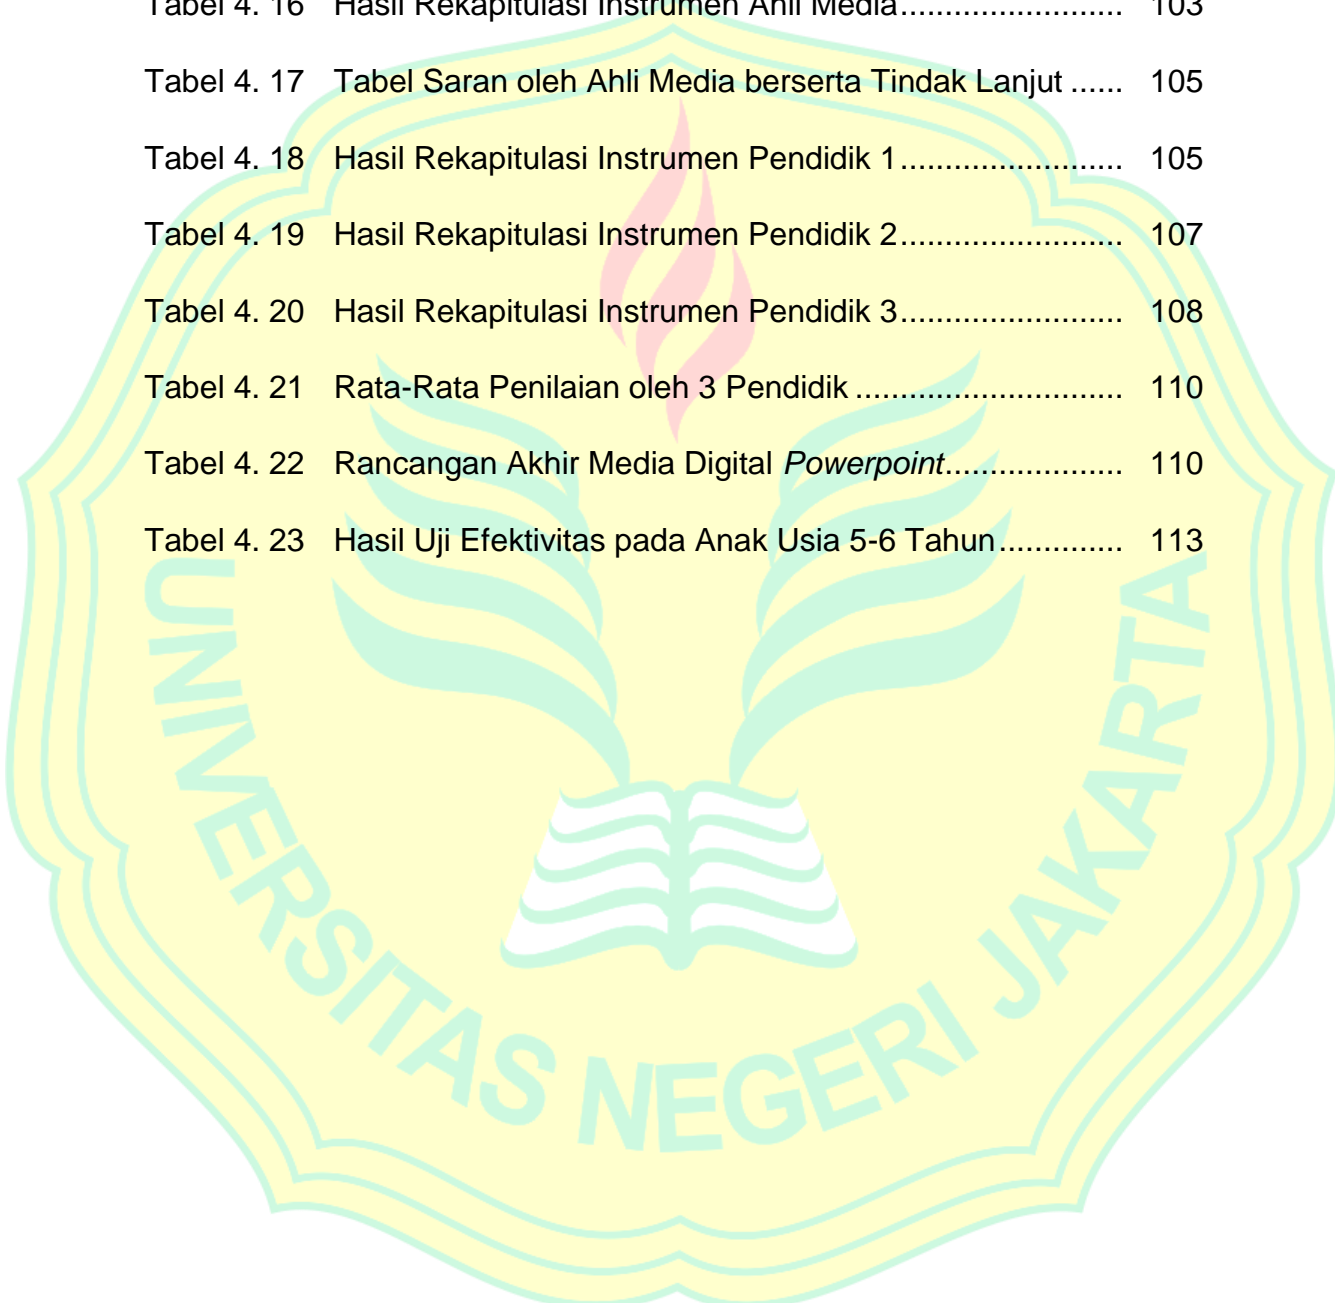 Tabel 4. 16 Hasil Rekapitulasi Instrumen Ahli Media......................... 103
Tabel 4. 17 Tabel Saran oleh Ahli Media berserta Tindak Lanjut ...... 105
Tabel 4. 18 Hasil Rekapitulasi Instrumen Pendidik 1......................... 105
Tabel 4. 19 Hasil Rekapitulasi Instrumen Pendidik 2......................... 107
Tabel 4. 20 Hasil Rekapitulasi Instrumen Pendidik 3......................... 108
Tabel 4. 21 Rata-Rata Penilaian oleh 3 Pendidik .............................. 110
Tabel 4. 22 Rancangan Akhir Media Digital Powerpoint.................... 110
Tabel 4. 23 Hasil Uji Efektivitas pada Anak Usia 5-6 Tahun.............. 113
UNIVERSITAS NEGERI JAKARTA